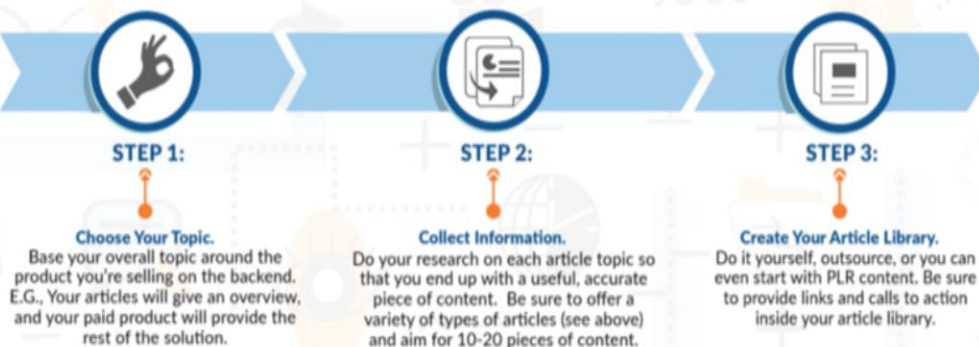 STEP 1:
Choose Your Topic.
Base your overall topic around the
product you're selling on the backend.
E.G., Your articles will give an overview,
and your paid product will provide the
rest of the solution.
STEP 2:
Collect Information.
Do your research on each article topic so
that you end up with a useful, accurate
piece of content.  Be sure to offer a
variety of types of articles (see above)
and aim for 10-20 pieces of content.
STEP 3:
Create Your Article Library.
Do it yourself, outsource, or you can
even start with PLR content. Be sure
to provide links and calls to action
inside your article library.